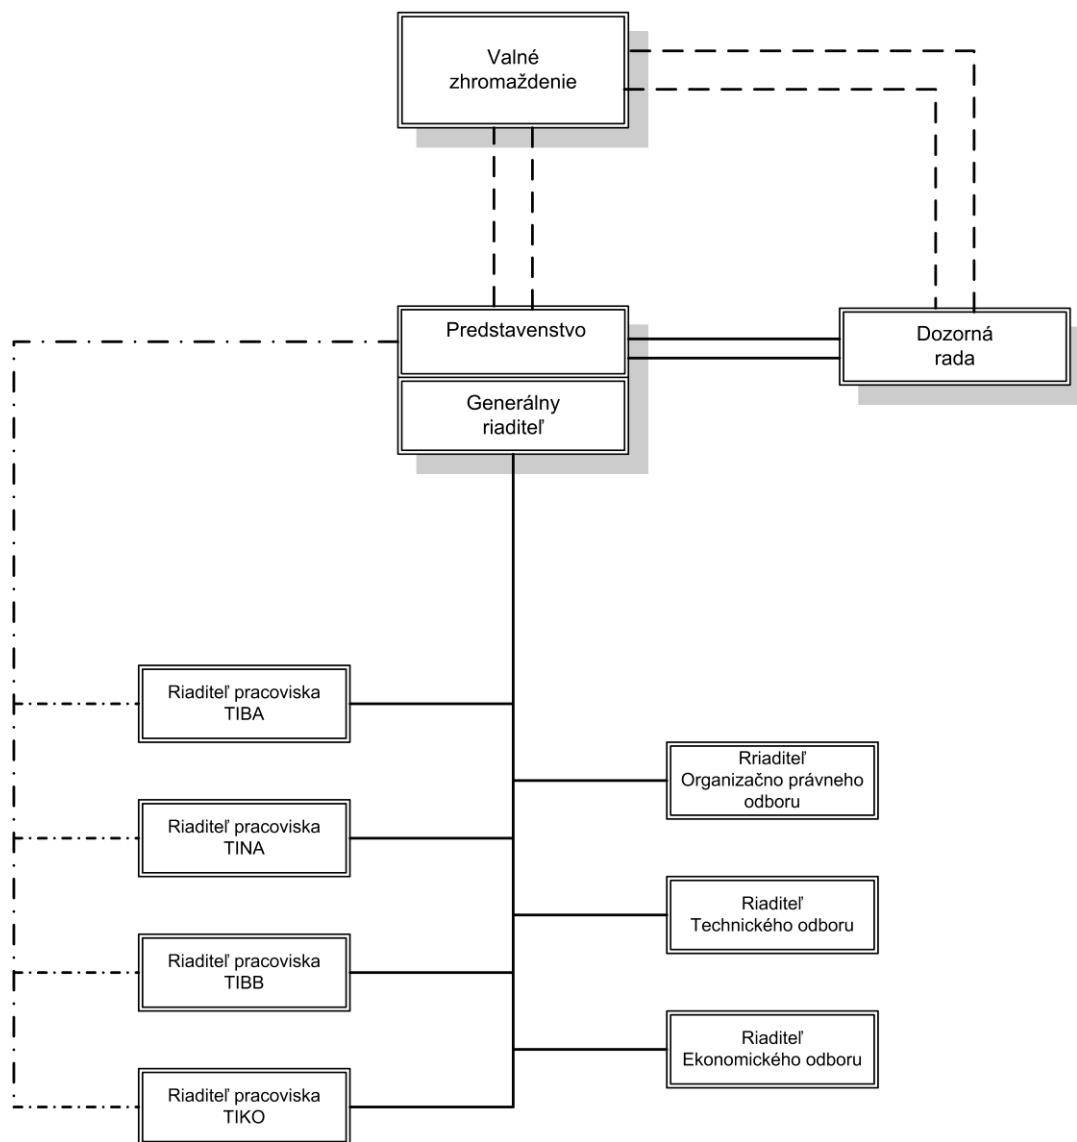 Valné
zhromaždenie
Predstavenstvo
Dozorná
rada
Generálny
riaditeľ
Riaditeľ pracoviska
TIBA
Rriaditeľ
Organizačno právneho
odboru
Riaditeľ pracoviska
TINA
Riaditeľ
Technického odboru
Riaditeľ pracoviska
TIBB
Riaditeľ
Ekonomického odboru
Riaditeľ pracoviska
TIKO